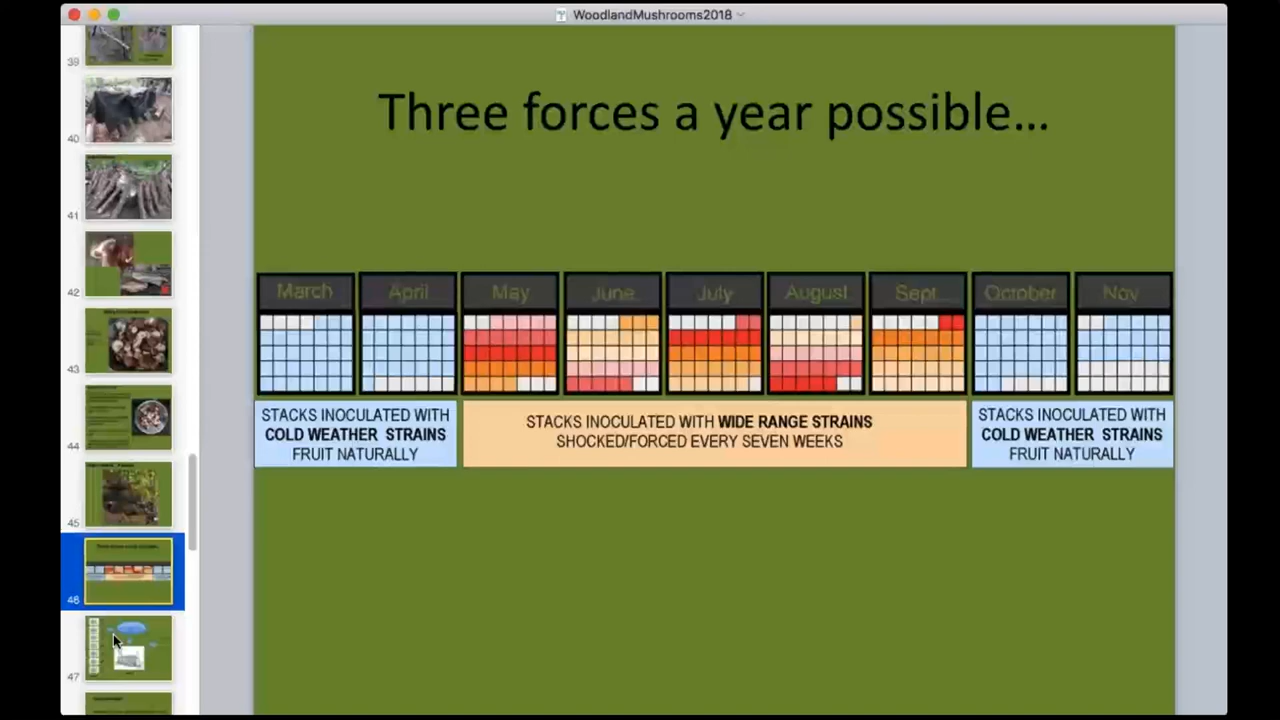 WoodlandMushrooms2018
39
40
41
42
43
44
45
46
47
Three forces a year possible...
March April May June July August Sept October Nov
STACKS INOCULATED WITH
COLD WEATHER STRAINS
FRUIT NATURALLY
STACKS INOCULATED WITH WIDE RANGE STRAINS
SHOCKED/FORCED EVERY SEVEN WEEKS
STACKS INOCULATED WITH
COLD WEATHER STRAINS
FRUIT NATURALLY